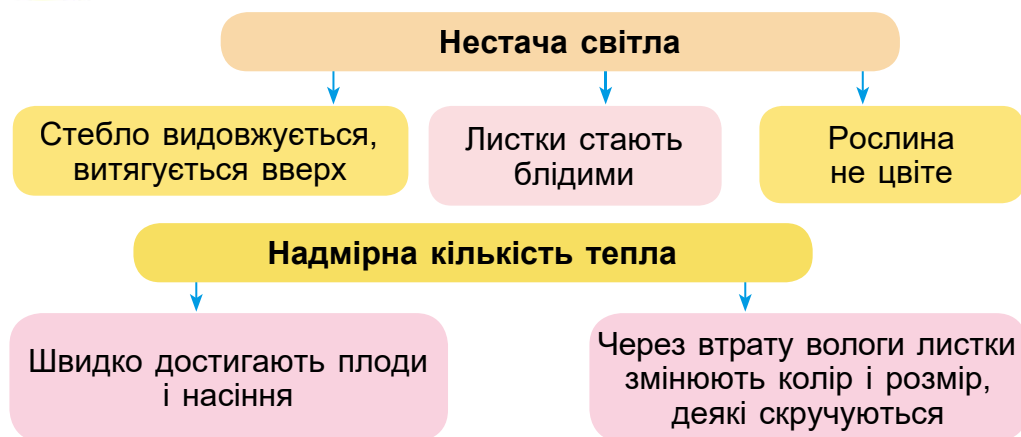 Нестача світла
Стебло видовжується,
витягується вверх
Листки стають
блідими
Рослина
не цвіте
Надмірна кількість тепла
Швидко достигають плоди
і насіння
Через втрату вологи листки
змінюють колір і розмір,
деякі скручуються